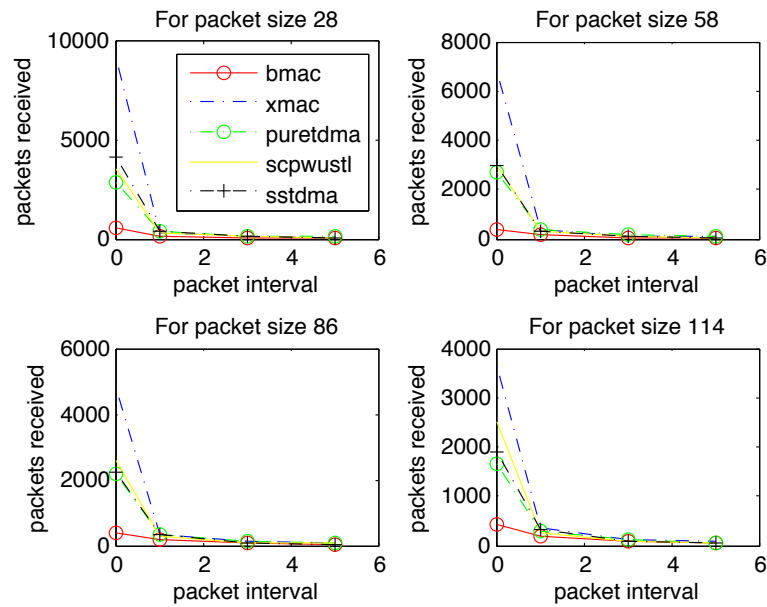 For packet size 28
packets received
10000
5000
0
0 2 4 6
packet interval
bmac
xmac
puretdma
scpwustl
sstdma
For packet size 58
packets received
8000
6000
4000
2000
0
0 2 4 6
packet interval
For packet size 86
packets received
6000
4000
2000
0
0 2 4 6
packet interval
For packet size 114
packets received
4000
3000
2000
1000
0
0 2 4 6
packet interval